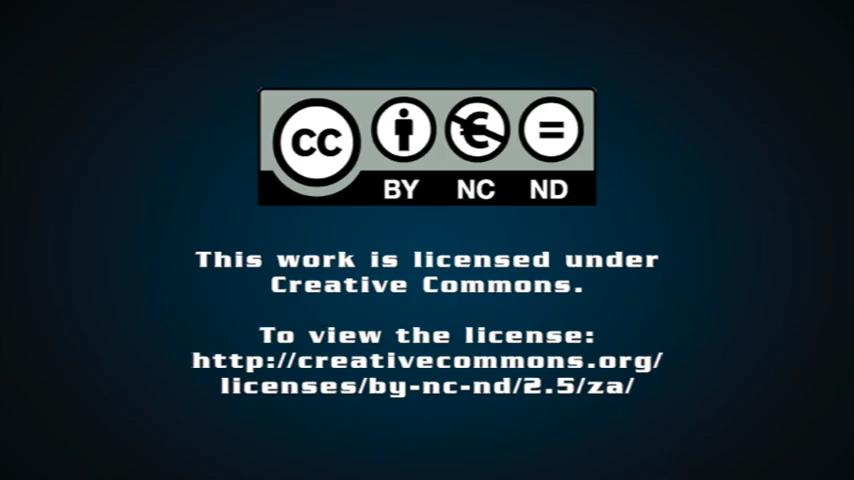 CC
BY NC ND
This work is licensed under
Creative Commons.
To view the license:
http://creativecommons.org/
licenses/by-nc-nd/2.5/za/